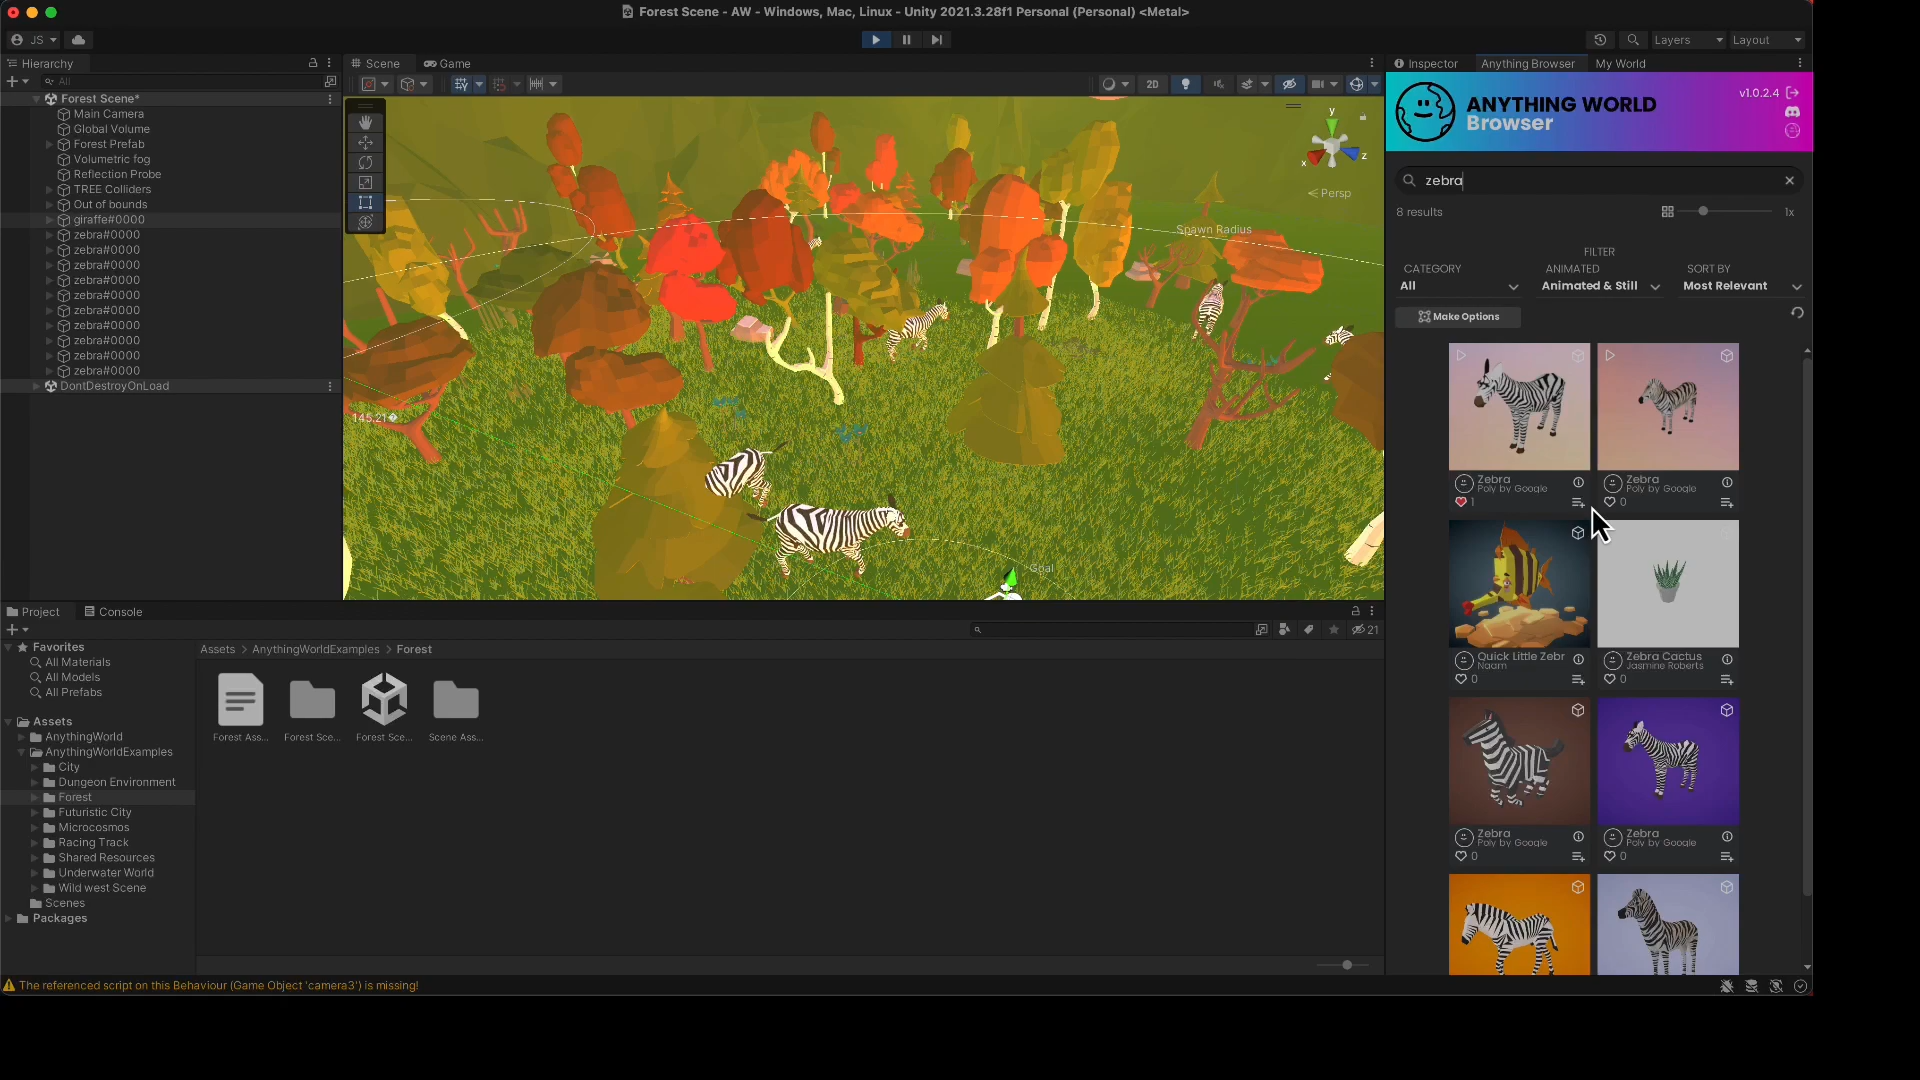 Forest Scene - AW - Windows, Mac, Linux - Unity 2021.3.28f1 Personal (Personal) <Metal>
JS
Layers
Layout
Hierarchy
Scene
Game
Inspector
Anything Browser
My World
All
2D
Forest Scene*
Main Camera
Global Volume
Forest Prefab
Volumetric fog
Reflection Probe
TREE Colliders
Out of bounds
giraffe#0000
zebra#0000
zebra#0000
zebra#0000
zebra#0000
zebra#0000
zebra#0000
zebra#0000
zebra#0000
zebra#0000
zebra#0000
DontDestroyOnLoad
y
x
z
< Persp
Spawn Radius
145.21�
Goal
ANYTHING WORLD
Browser
v1.0.2.4
zebra
8 results
1x
FILTER
CATEGORY
All
ANIMATED
Animated & Still
SORT BY
Most Relevant
Make Options
Zebra
Poly by Google
1
Zebra
Poly by Google
0
Quick Little Zebr
Naam
0
Zebra Cactus
Jasmine Roberts
0
Zebra
Poly by Google
0
Zebra
Poly by Google
0
Project
Console
21
Favorites
All Materials
All Models
All Prefabs
Assets
AnythingWorld
AnythingWorldExamples
City
Dungeon Environment
Forest
Futuristic City
Microcosmos
Racing Track
Shared Resources
Underwater World
Wild west Scene
Scenes
Packages
Assets > AnythingWorldExamples > Forest
Forest Ass...
Forest Sce...
Forest Sce...
Scene Ass...
The referenced script on this Behaviour (Game Object 'camera3') is missing!